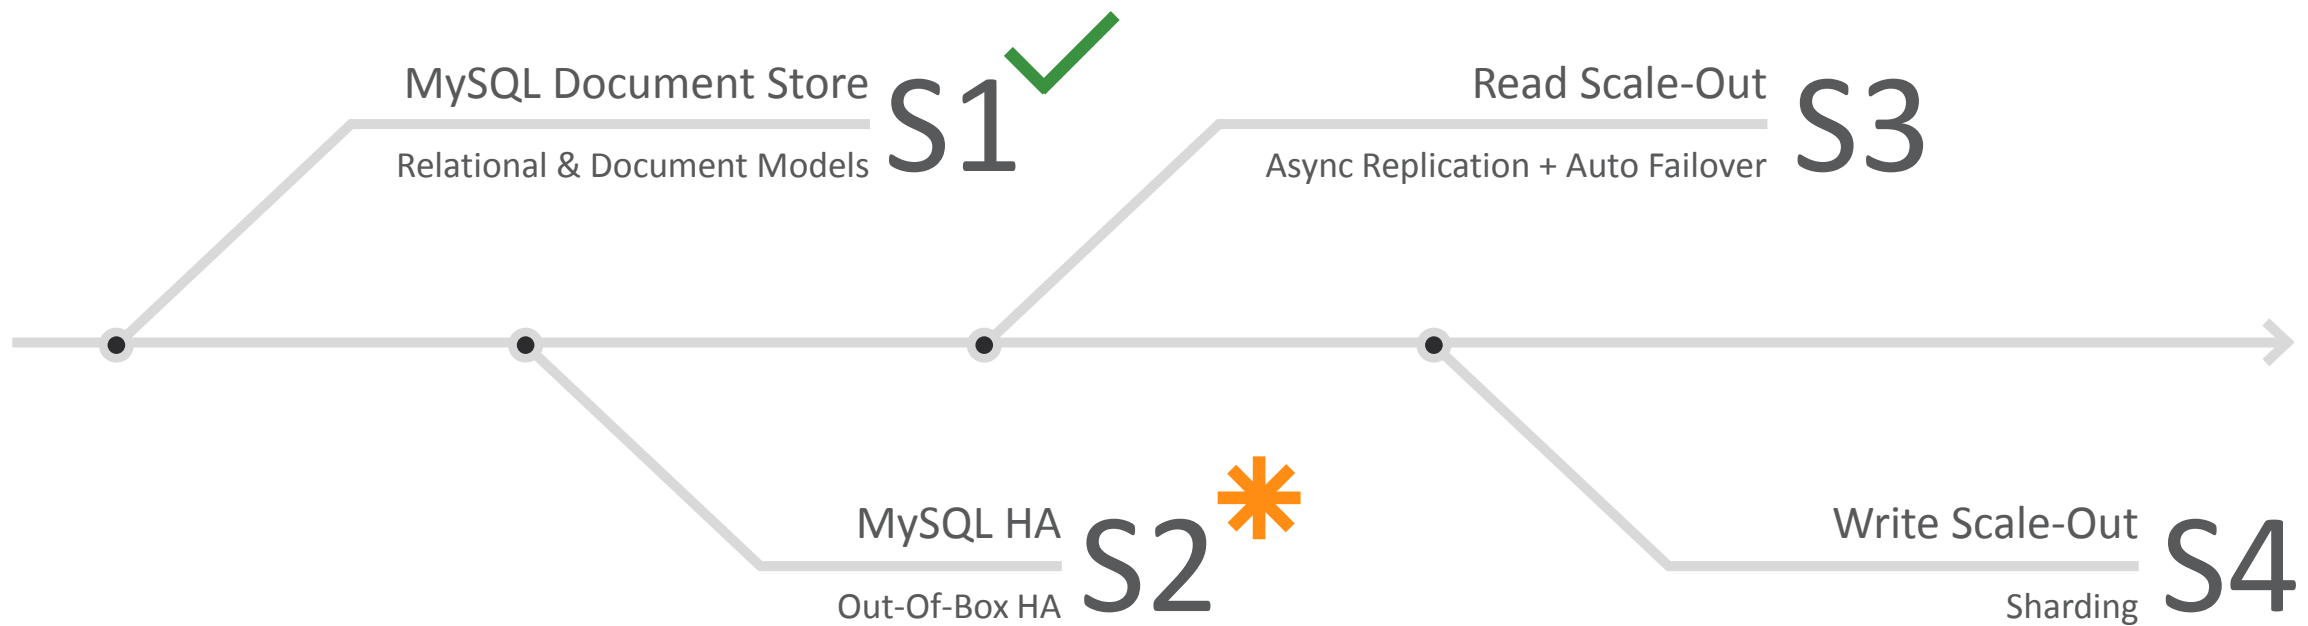 MySQL Document Store
Relational & Document Models
S1
Read Scale-Out
Async Replication + Auto Failover
S3
MySQL HA
Out-Of-Box HA
S2
Write Scale-Out
Sharding
S4